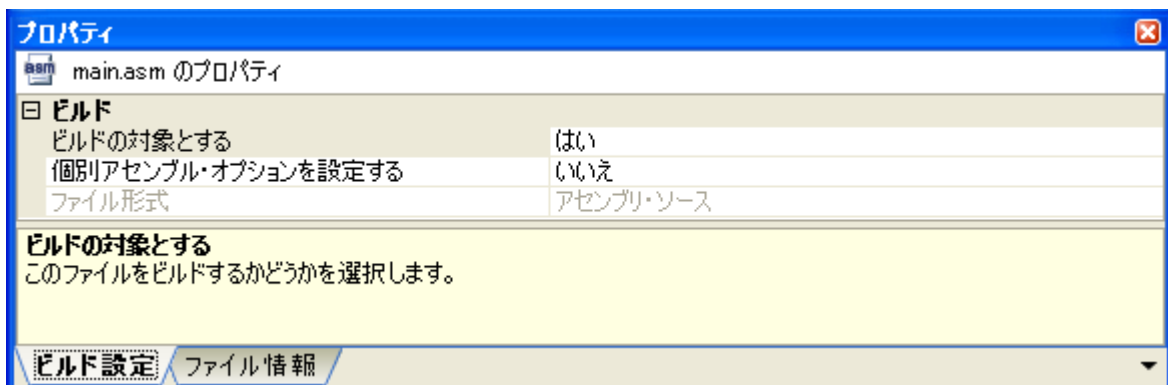 プロパティ
asm main.asm のプロパティ
ビルド
ビルドの対象とする はい
個別アセンブル・オプションを設定する いいえ
ファイル形式 アセンブリ・ソース
ビルドの対象とする
このファイルをビルドするかどうかを選択します。
ビルド設定 ファイル情報